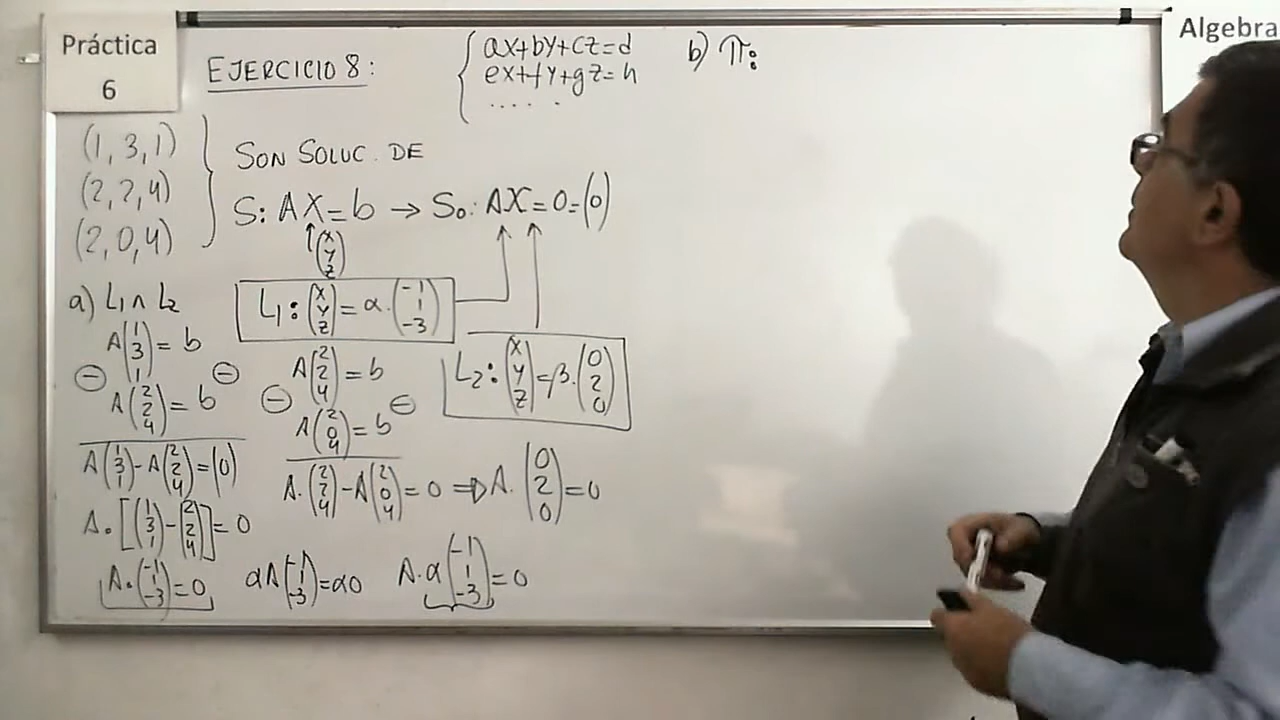 Práctica
6
Algebra
EJERCICIO 8:
{ ax+by+cz=d
ex+fy+gz=h
.....
b) π:
(1, 3, 1)
(2, 2, 4)
(2, 0, 4)
} SON SOLUC. DE
S: AX=b → S₀: AX=0=(0)
↑ (x y z)
a) L₁ ∩ L₂
L₁: (x y z) = α·(-1 1 -3)
L₂: (x y z) = β·(0 2 0)
A(1 3 1) = b
⊖ ⊖
A(2 2 4) = b
A(1 3 1) - A(2 2 4) = (0)
A·[(1 3 1) - (2 2 4)] = 0
A·(-1 1 -3) = 0
αA(-1 1 -3) = α0
A·α(-1 1 -3) = 0
A(2 2 4) = b
⊖ ⊖
A(2 0 4) = b
A·(2 2 4) - A(2 0 4) = 0 ⇒ A·(0 2 0) = 0